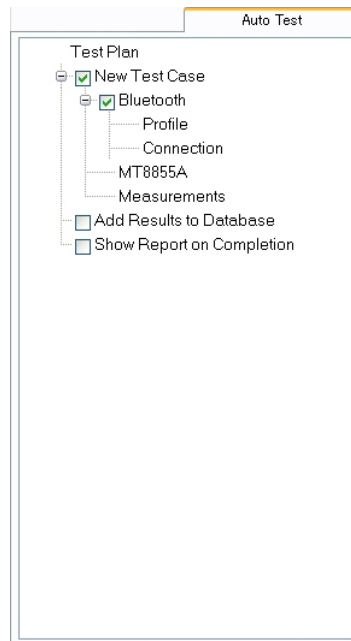 Auto Test
Test Plan
New Test Case
Bluetooth
Profile
Connection
MT8855A
Measurements
Add Results to Database
Show Report on Completion